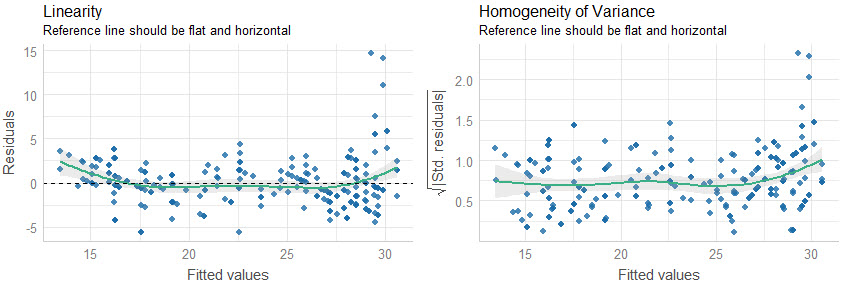 Linearity
Reference line should be flat and horizontal
15
10
5
0
-5
Residuals
15
20
25
30
Fitted values
Homogeneity of Variance
Reference line should be flat and horizontal
2.0
1.5
1.0
0.5
√|Std. residuals|
15
20
25
30
Fitted values